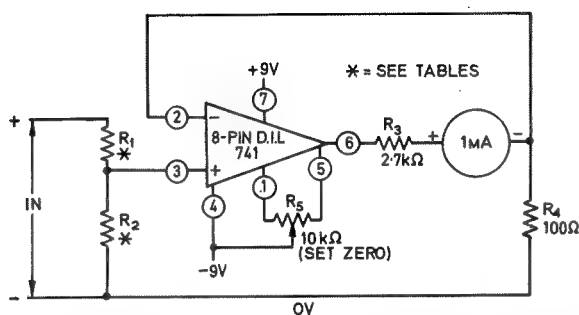 +9V
* = SEE TABLES
7
2
−
8-PIN D.I.L
741
6
R3
2·7kΩ
+
1MA
−
+
R1
*
3
+
1
5
IN
R2
*
4
R5
10kΩ
(SET ZERO)
R4
100Ω
-9V
−
0V